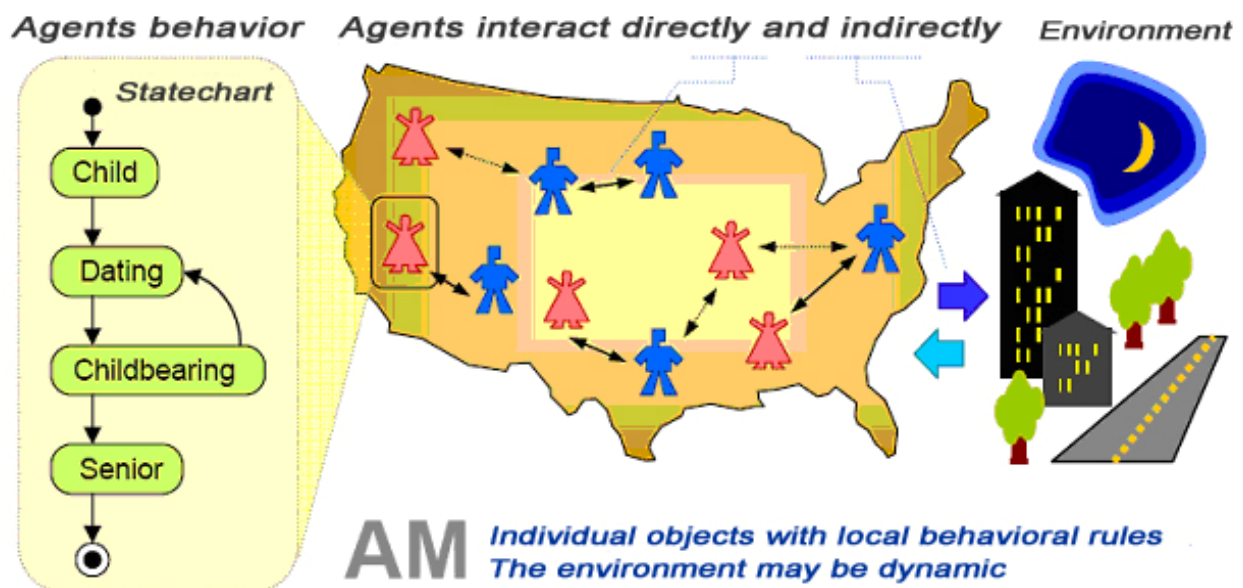 Agents behavior
Agents interact directly and indirectly
Environment
Statechart
Child
Dating
Childbearing
Senior
AM
Individual objects with local behavioral rules
The environment may be dynamic